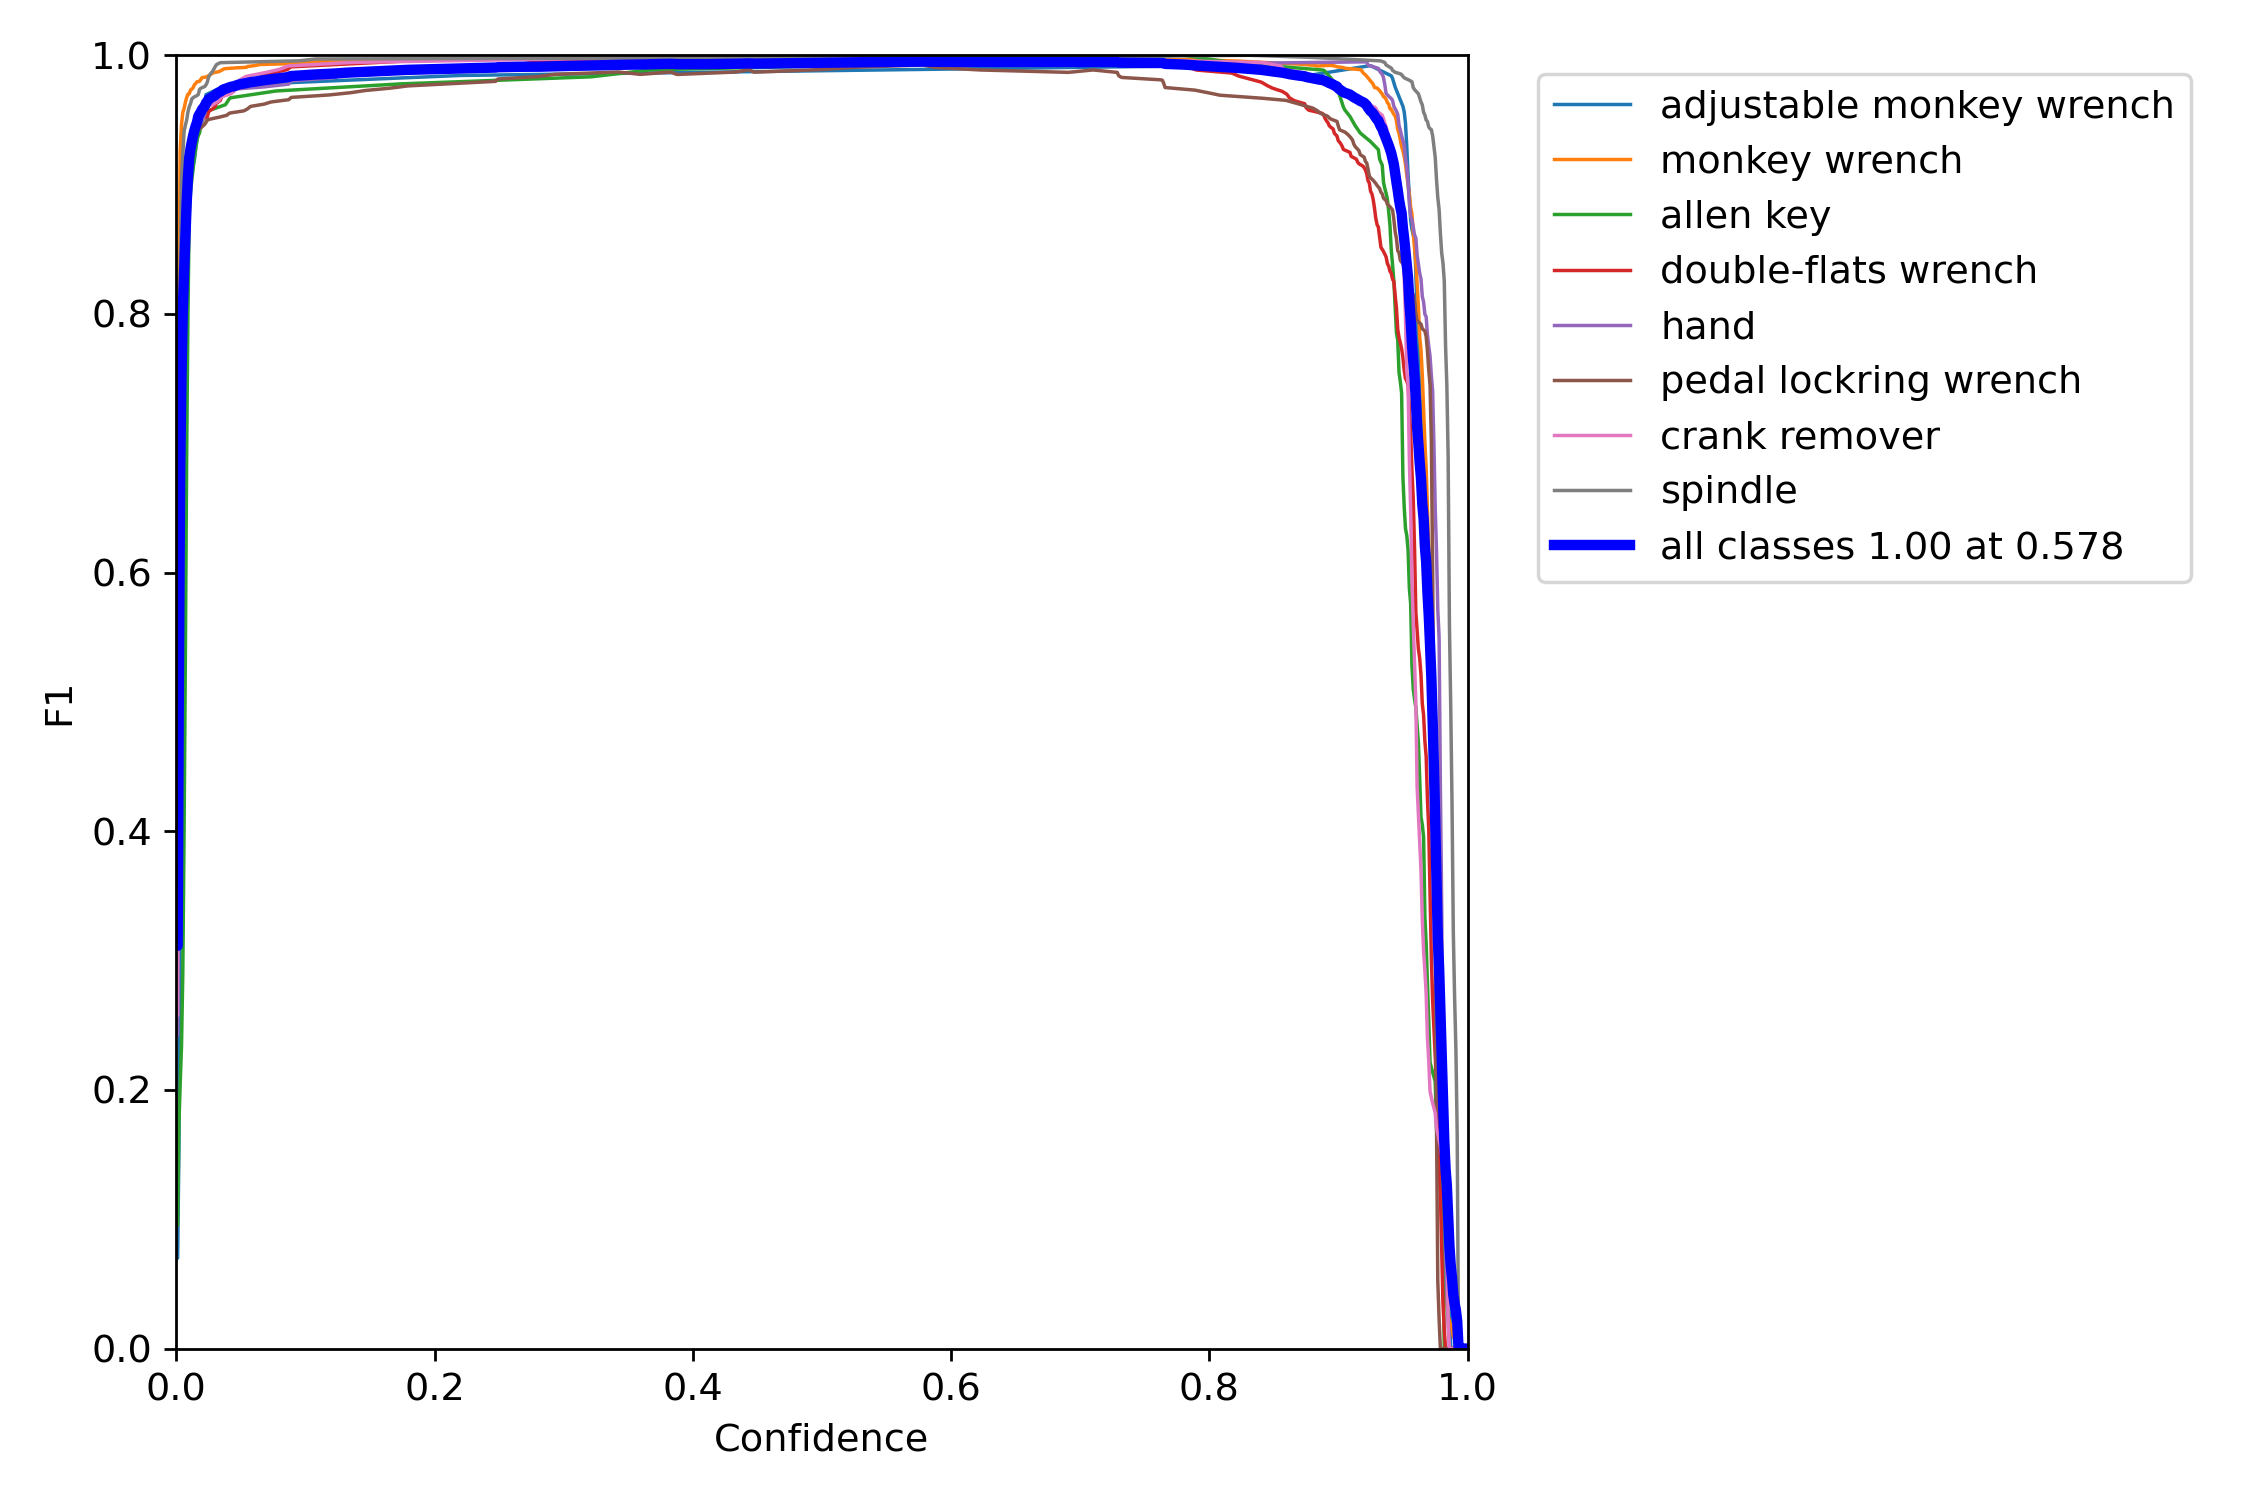 1.0
0.8
0.6
0.4
0.2
0.0
F1
0.0 0.2 0.4 0.6 0.8 1.0
Confidence
adjustable monkey wrench
monkey wrench
allen key
double-flats wrench
hand
pedal lockring wrench
crank remover
spindle
all classes 1.00 at 0.578